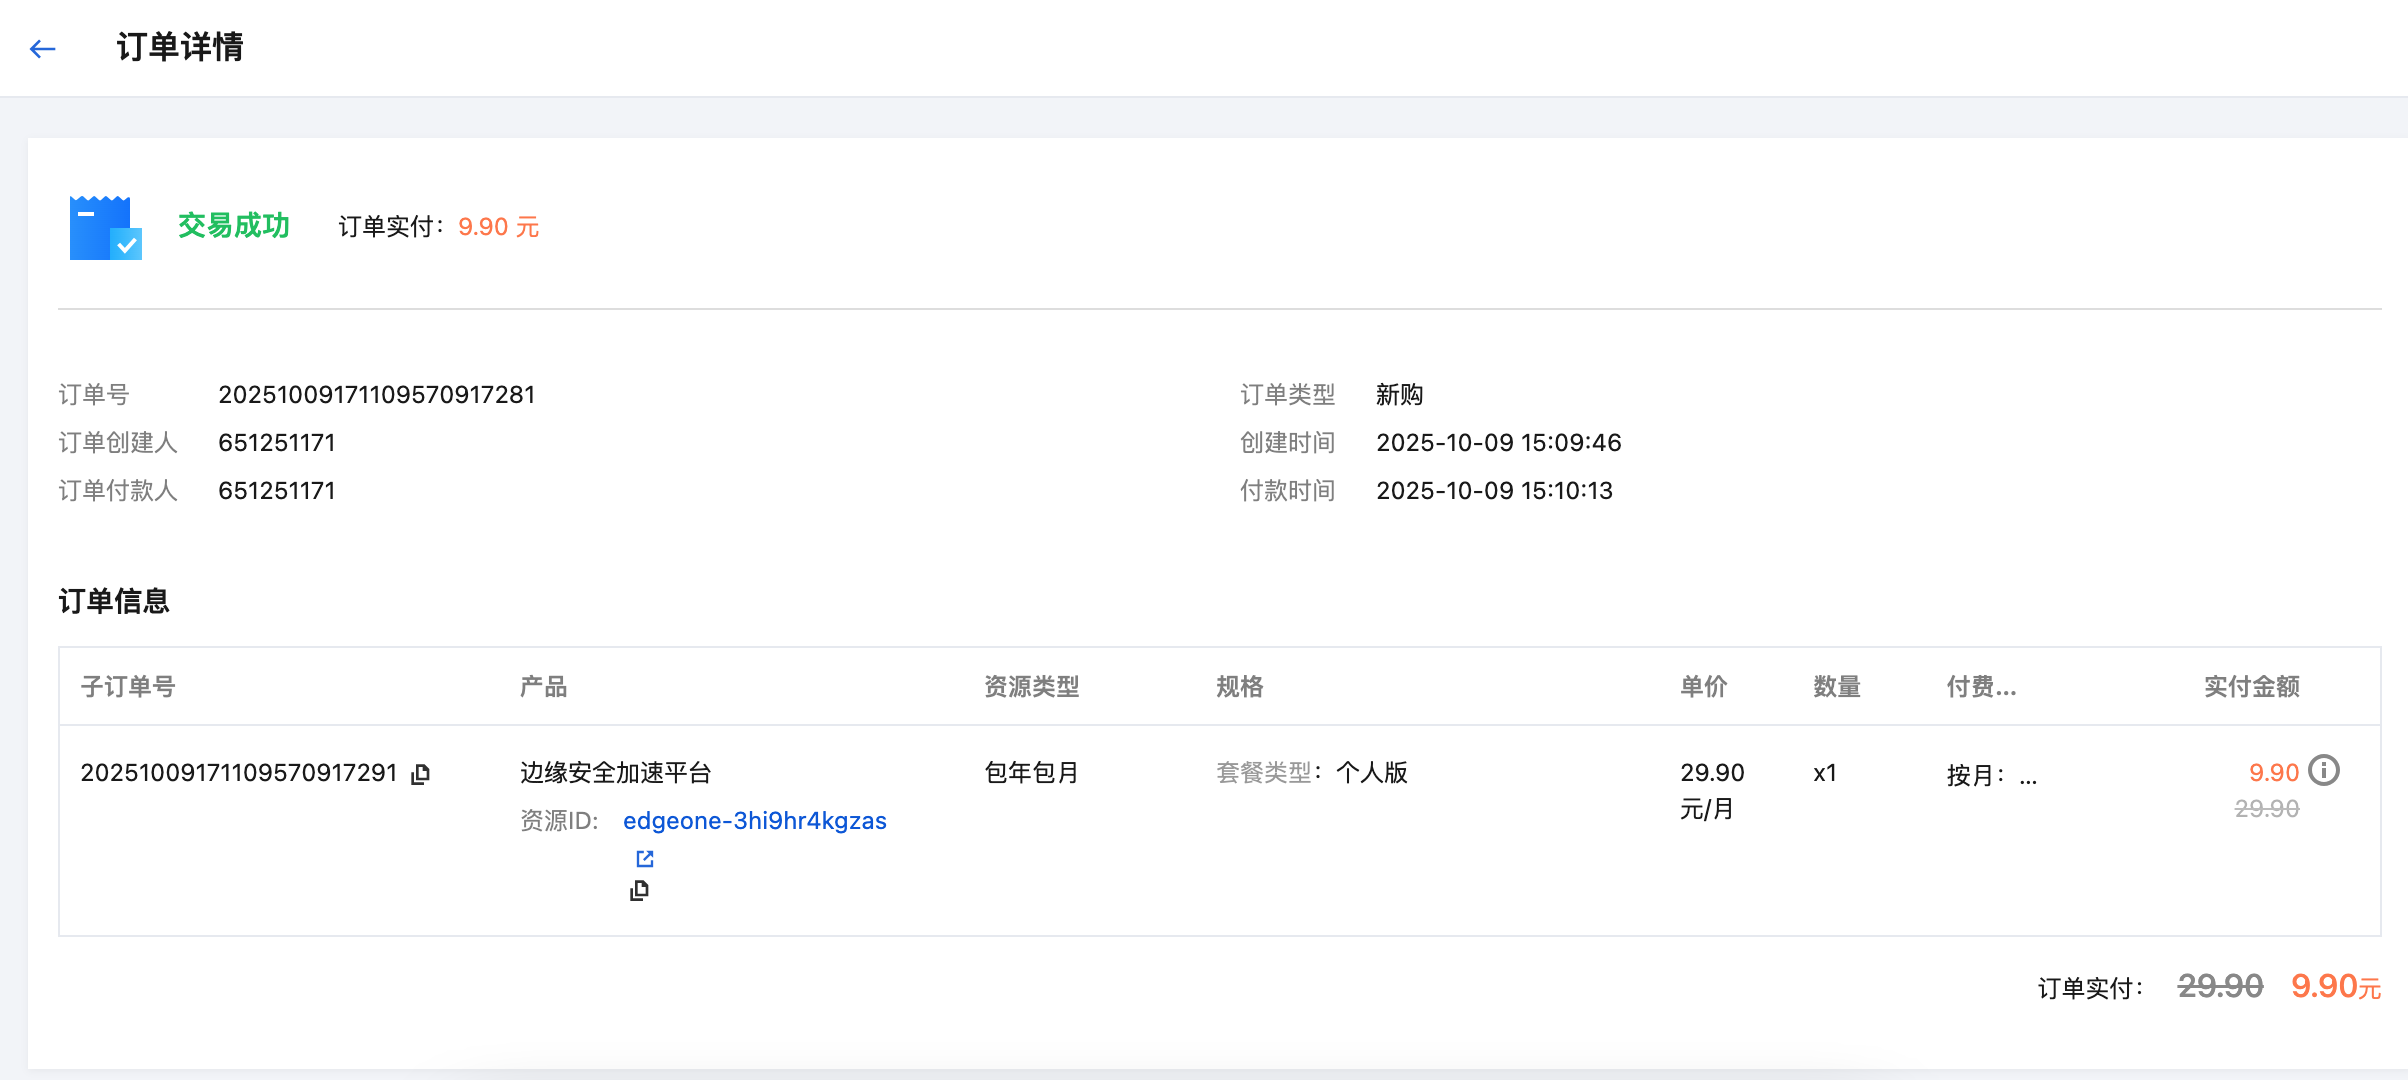 订单详情
交易成功 订单实付：9.90 元
订单号 20251009171109570917281
订单类型 新购
订单创建人 651251171
创建时间 2025-10-09 15:09:46
订单付款人 651251171
付款时间 2025-10-09 15:10:13
订单信息
子订单号 产品 资源类型 规格 单价 数量 付费... 实付金额
20251009171109570917291 边缘安全加速平台 包年包月 套餐类型：个人版 29.90 x1 按月：... 9.90
资源ID: edgeone-3hi9hr4kgzas 元/月 29.90
订单实付： 29.90 9.90元